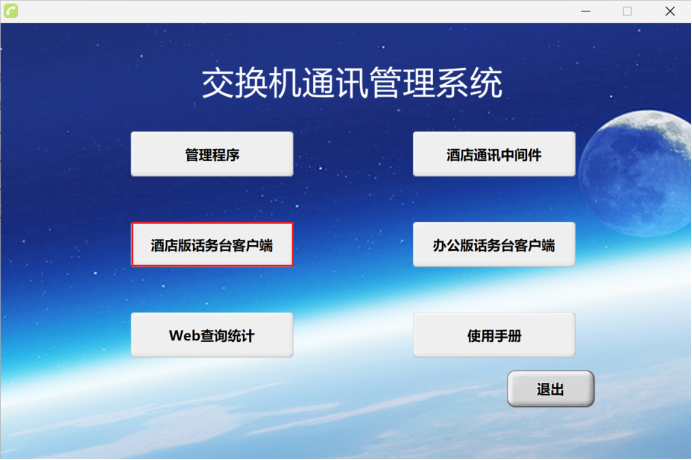 交换机通讯管理系统
管理程序
酒店通讯中间件
酒店版话务台客户端
办公版话务台客户端
Web查询统计
使用手册
退出